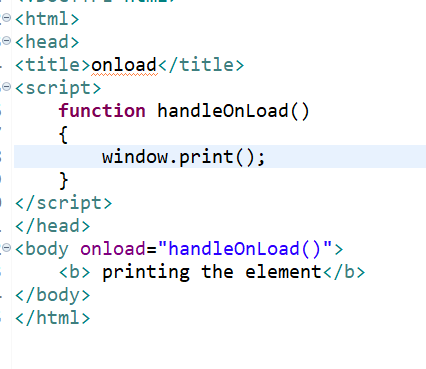 <html>
<head>
<title>onload</title>
<script>
function handleOnLoad()
{
window.print();
}
</script>
</head>
<body onload="handleOnLoad()">
<b> printing the element</b>
</body>
</html>